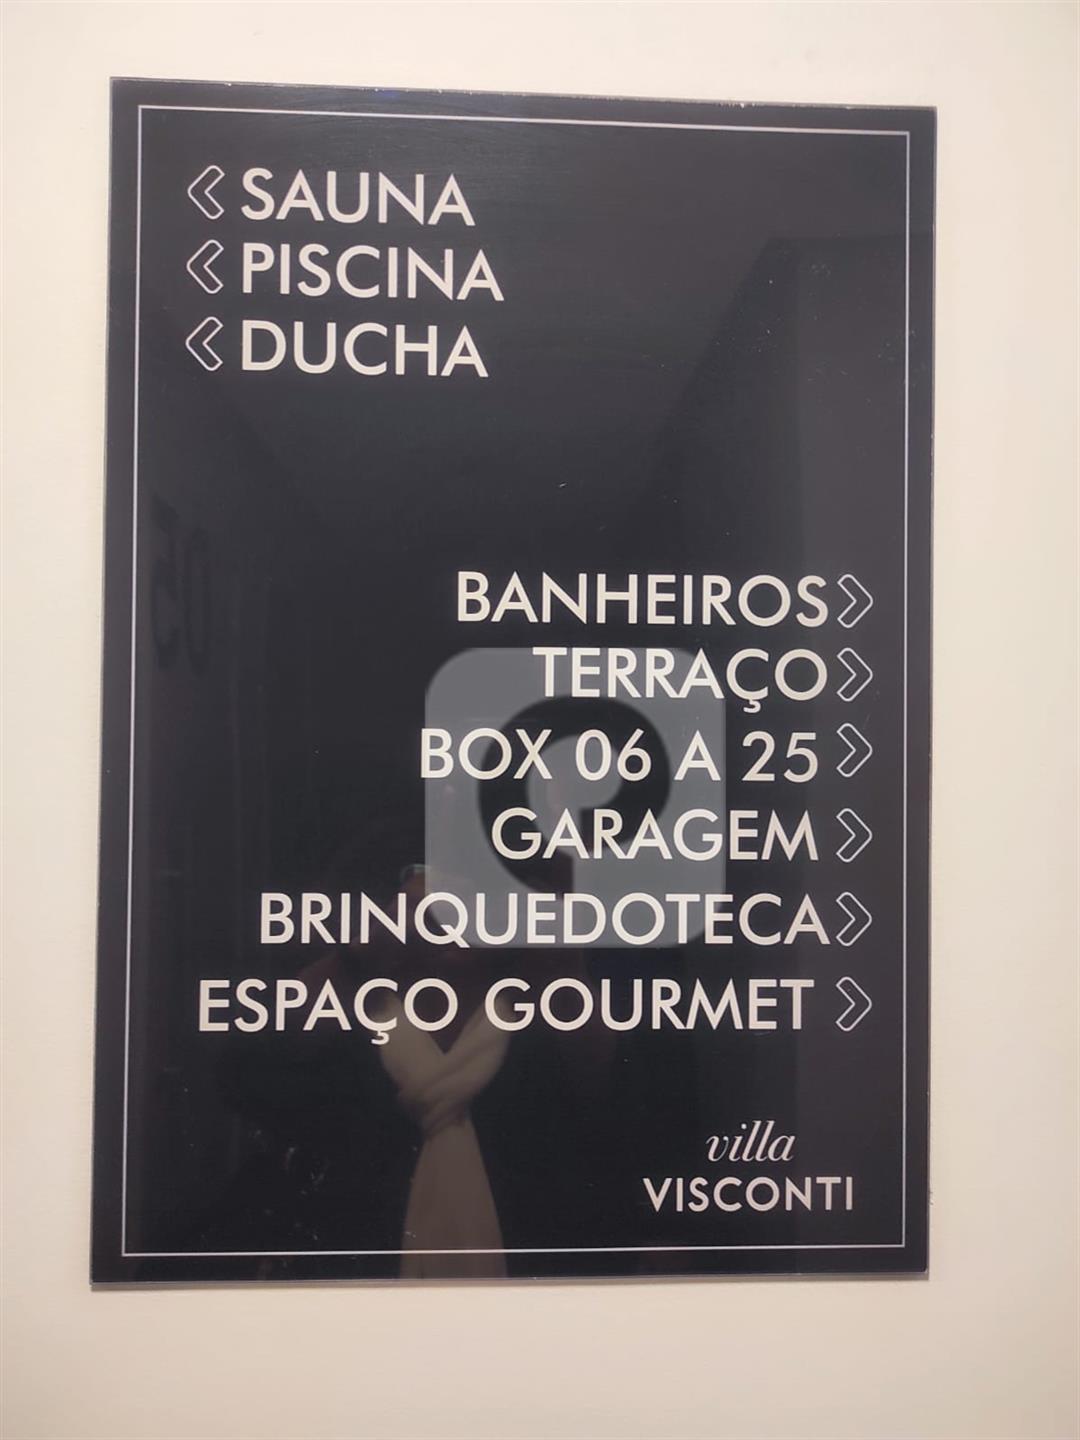 SAUNA
PISCINA
DUCHA
BANHEIROS
TERRAÇO
BOX 06 A 25
GARAGEM
BRINQUEDOTECA
ESPAÇO GOURMET
villa
VISCONTI